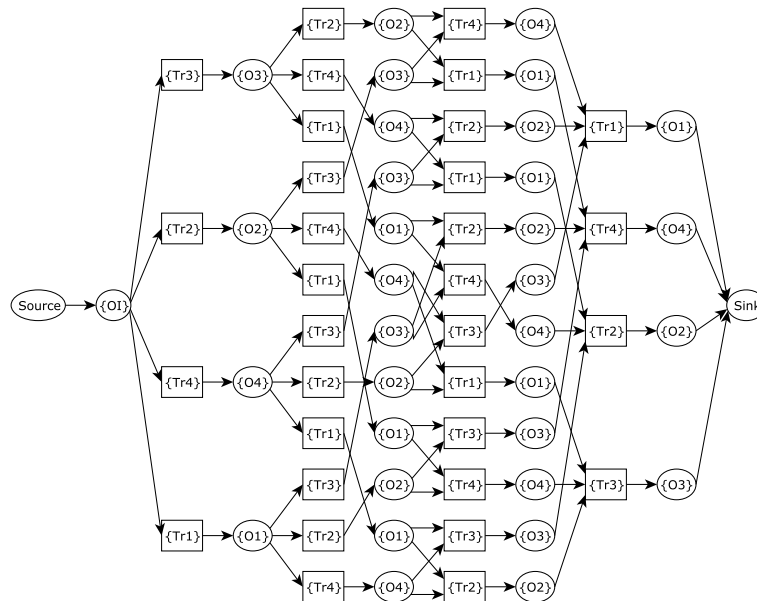 {Tr2} {O2} {Tr4} {O4}
{Tr3} {O3} {Tr4} {O3} {Tr1} {O1}
{Tr1} {O4} {Tr2} {O2} {Tr1} {O1}
{Tr3} {O3} {Tr1} {O1}
{Tr2} {O2} {Tr4} {O1} {Tr2} {O2} {Tr4} {O4}
{Tr1} {O4} {Tr4} {O3}
Source {OI} Sink
{Tr3} {O3} {Tr3} {O4} {Tr2} {O2}
{Tr4} {O4} {Tr2} {O2} {Tr1} {O1}
{Tr1} {O1} {Tr3} {O3}
{Tr3} {O2} {Tr4} {O4} {Tr3} {O3}
{Tr1} {O1} {Tr2} {O1} {Tr3} {O3}
{Tr4} {O4} {Tr2} {O2}